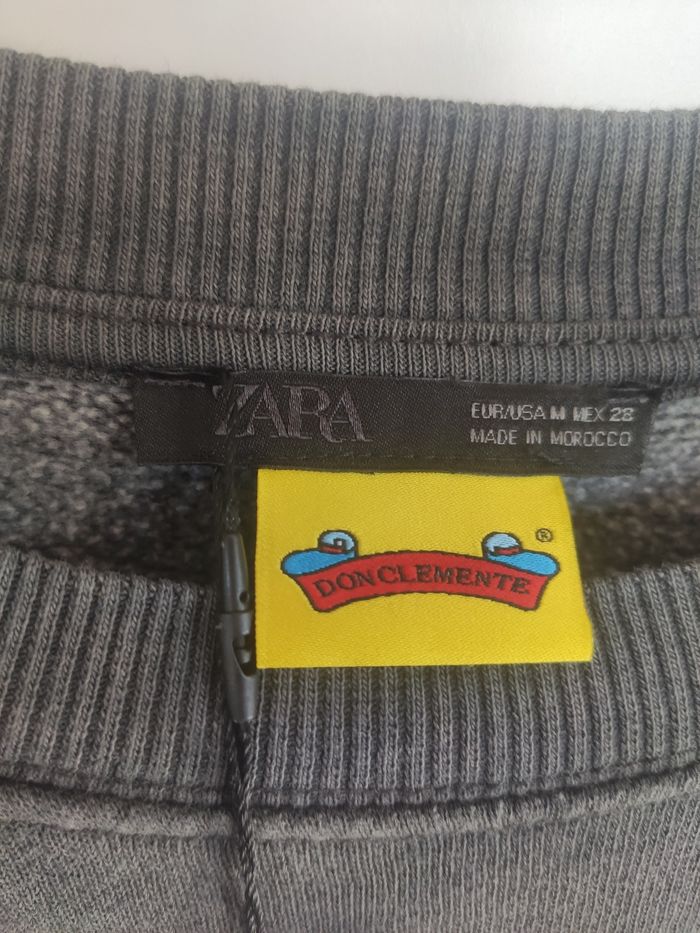 ZARA
EUR/USA M MEX 28
MADE IN MOROCCO
DON CLEMENTE ®